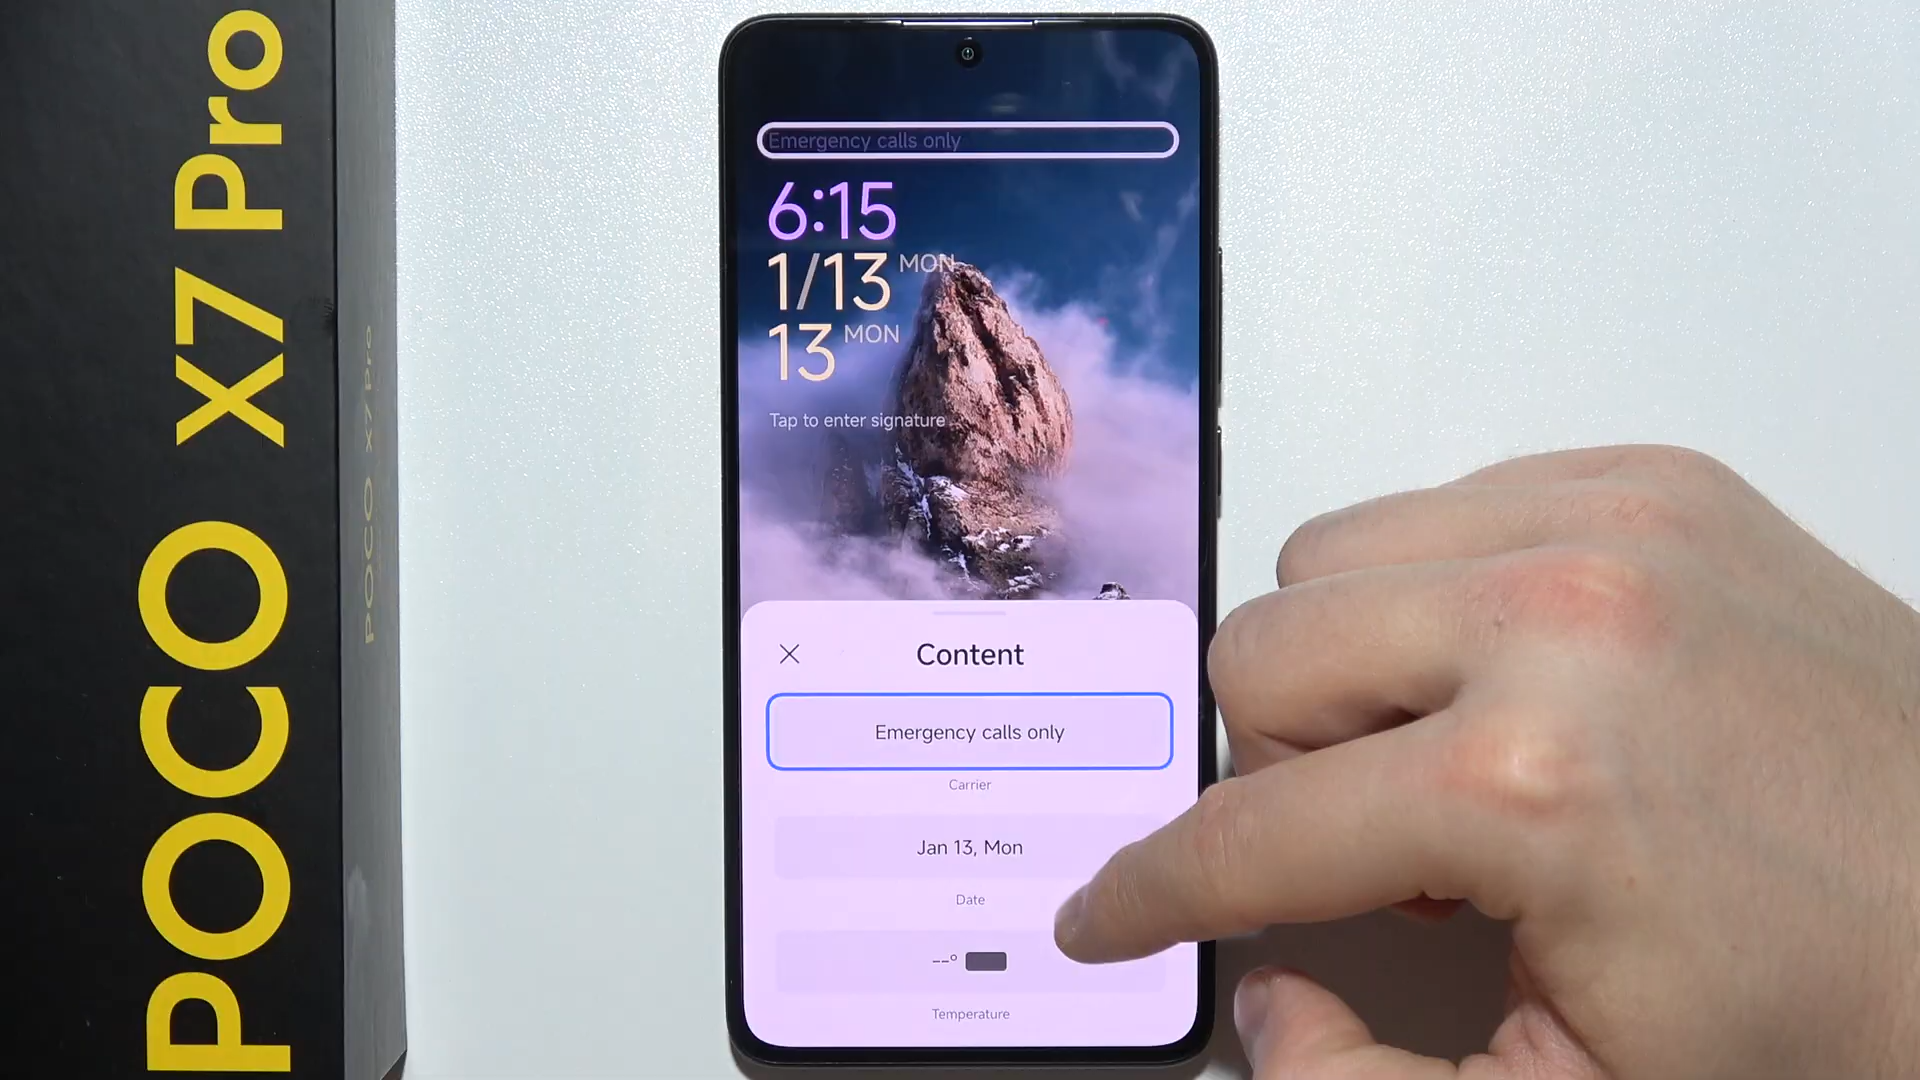 POCO X7 Pro
POCO X7 Pro
Emergency calls only
6:15
1/13 MON
13 MON
Tap to enter signature
Content
Emergency calls only
Carrier
Jan 13, Mon
Date
--°
Temperature